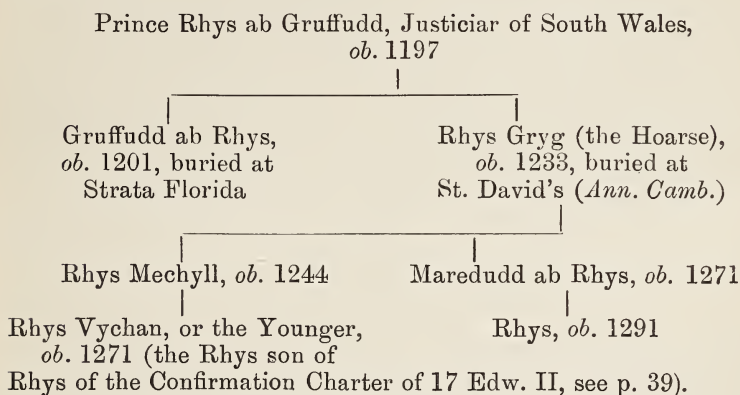 Prince Rhys ab Gruffudd, Justiciar of South Wales,
ob. 1197
Gruffudd ab Rhys,
ob. 1201, buried at
Strata Florida
Rhys Gryg (the Hoarse),
ob. 1233, buried at
St. David's (Ann. Camb.)
Rhys Mechyll, ob. 1244
Maredudd ab Rhys, ob. 1271
Rhys Vychan, or the Younger,
ob. 1271 (the Rhys son of
Rhys of the Confirmation Charter of 17 Edw. II, see p. 39).
Rhys, ob. 1291